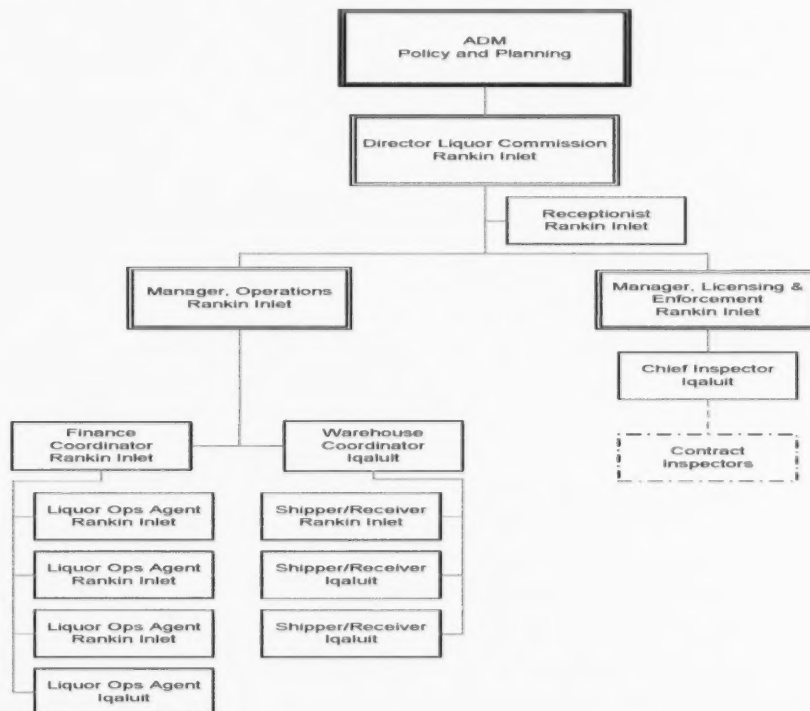 ADM
Policy and Planning
Director Liquor Commission
Rankin Inlet
Receptionist
Rankin Inlet
Manager, Operations
Rankin Inlet
Manager, Licensing &
Enforcement
Rankin Inlet
Chief Inspector
Iqaluit
Contract
Inspectors
Finance
Coordinator
Rankin Inlet
Warehouse
Coordinator
Iqaluit
Liquor Ops Agent
Rankin Inlet
Shipper/Receiver
Rankin Inlet
Liquor Ops Agent
Rankin Inlet
Shipper/Receiver
Iqaluit
Liquor Ops Agent
Rankin Inlet
Shipper/Receiver
Iqaluit
Liquor Ops Agent
Iqaluit